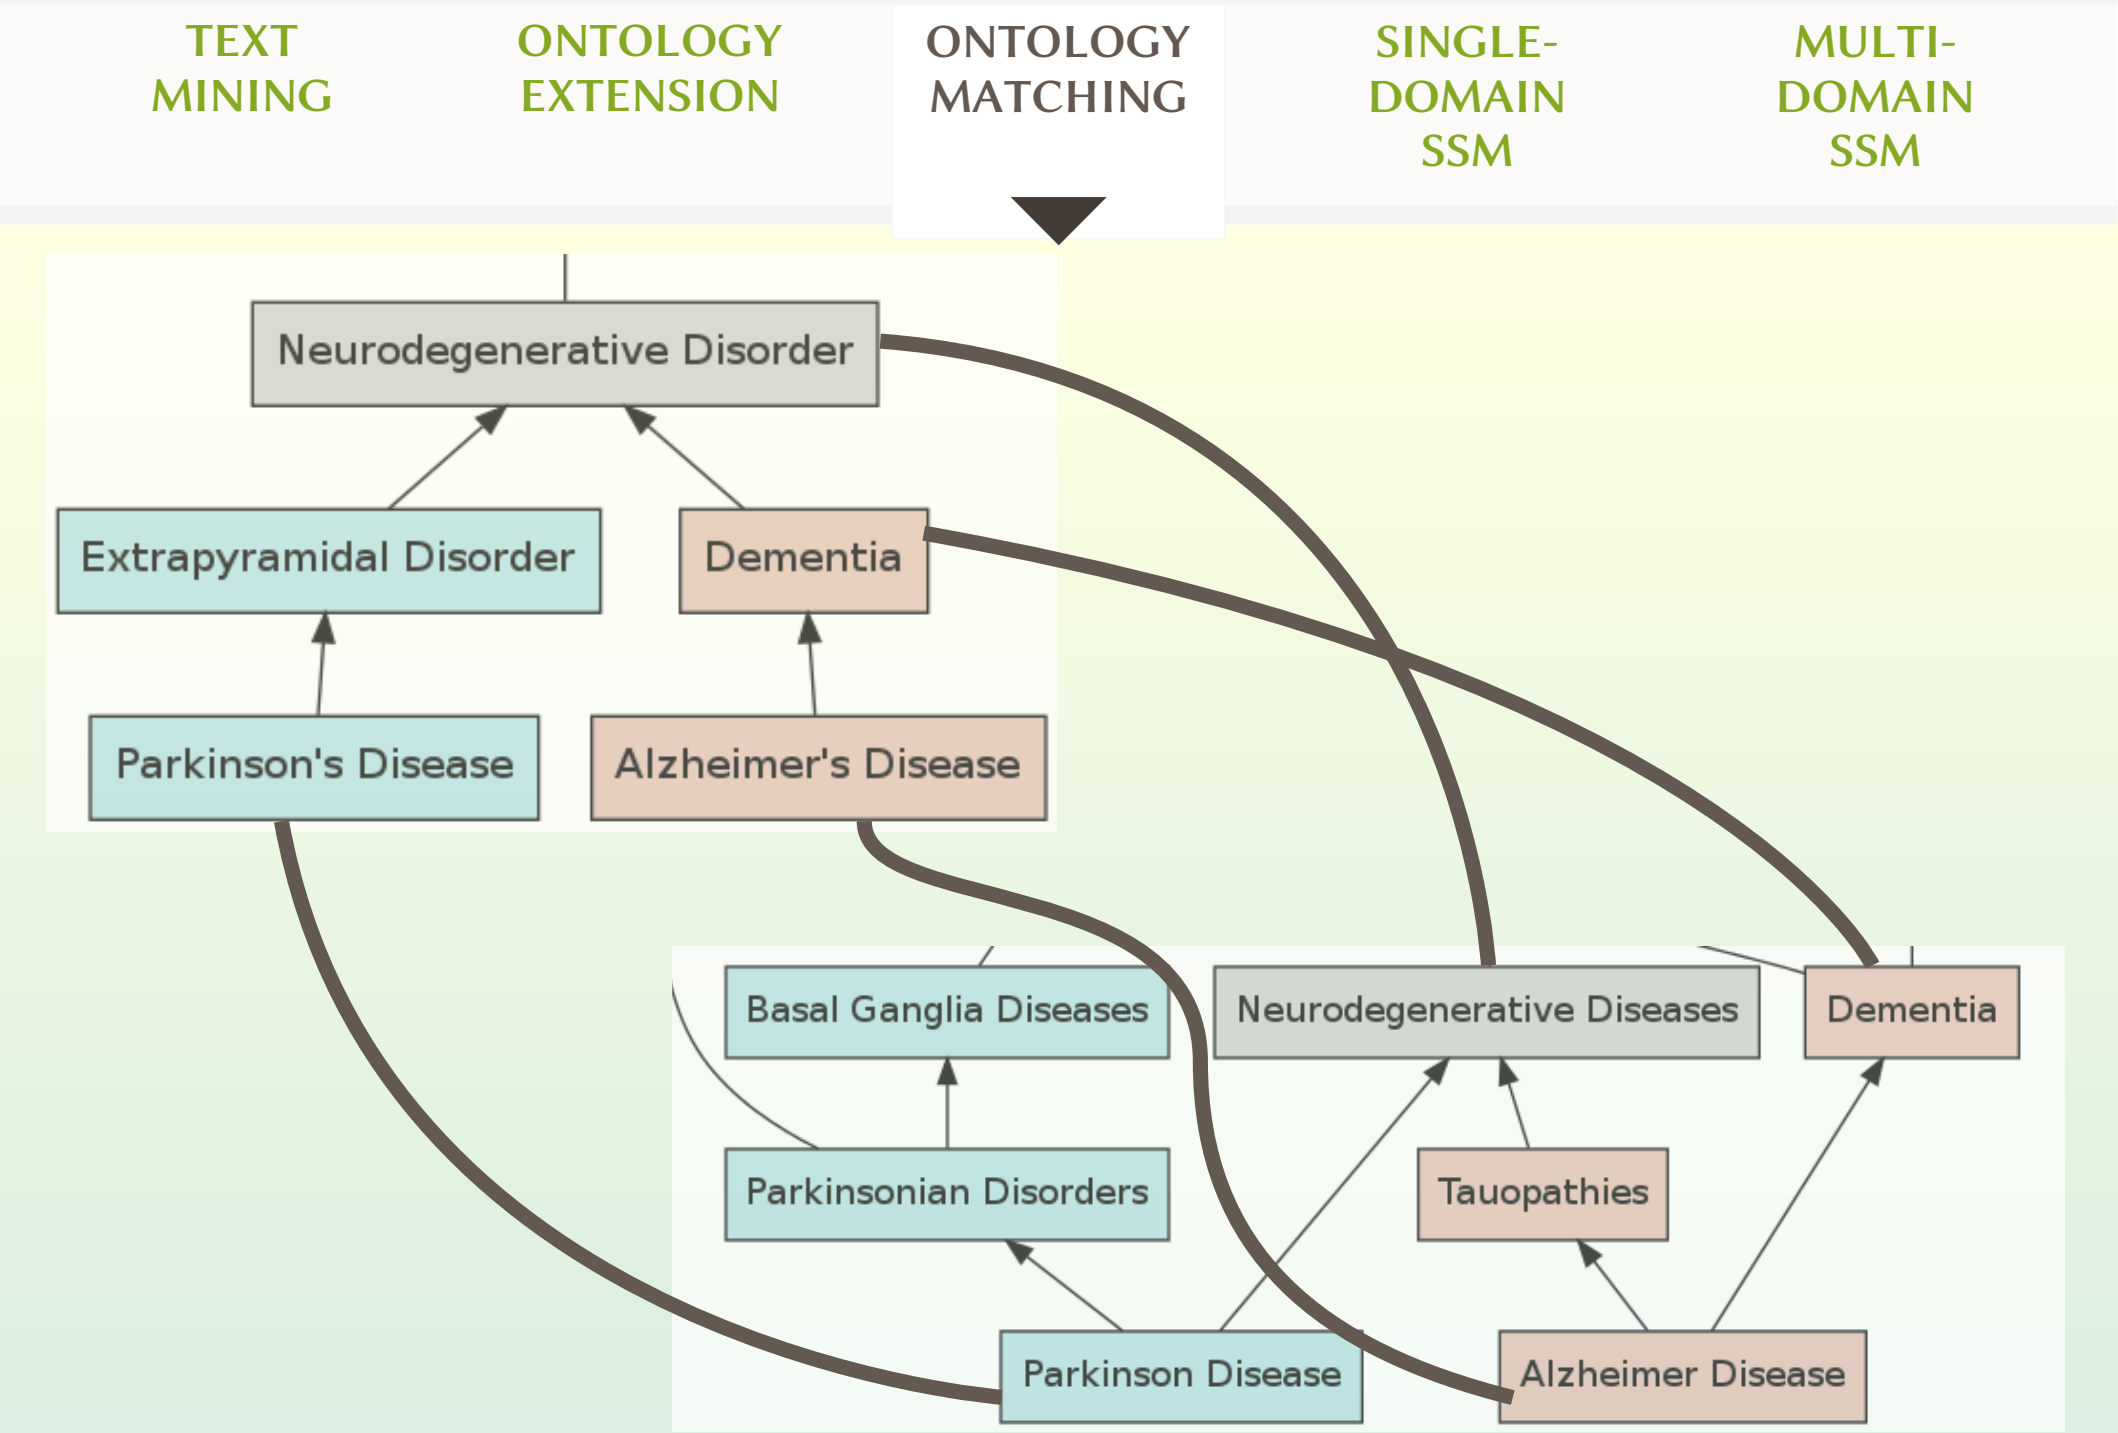 TEXT
MINING
ONTOLOGY
EXTENSION
ONTOLOGY
MATCHING
SINGLE-
DOMAIN
SSM
MULTI-
DOMAIN
SSM
Neurodegenerative Disorder
Extrapyramidal Disorder
Dementia
Parkinson's Disease
Alzheimer's Disease
Basal Ganglia Diseases
Neurodegenerative Diseases
Dementia
Parkinsonian Disorders
Tauopathies
Parkinson Disease
Alzheimer Disease